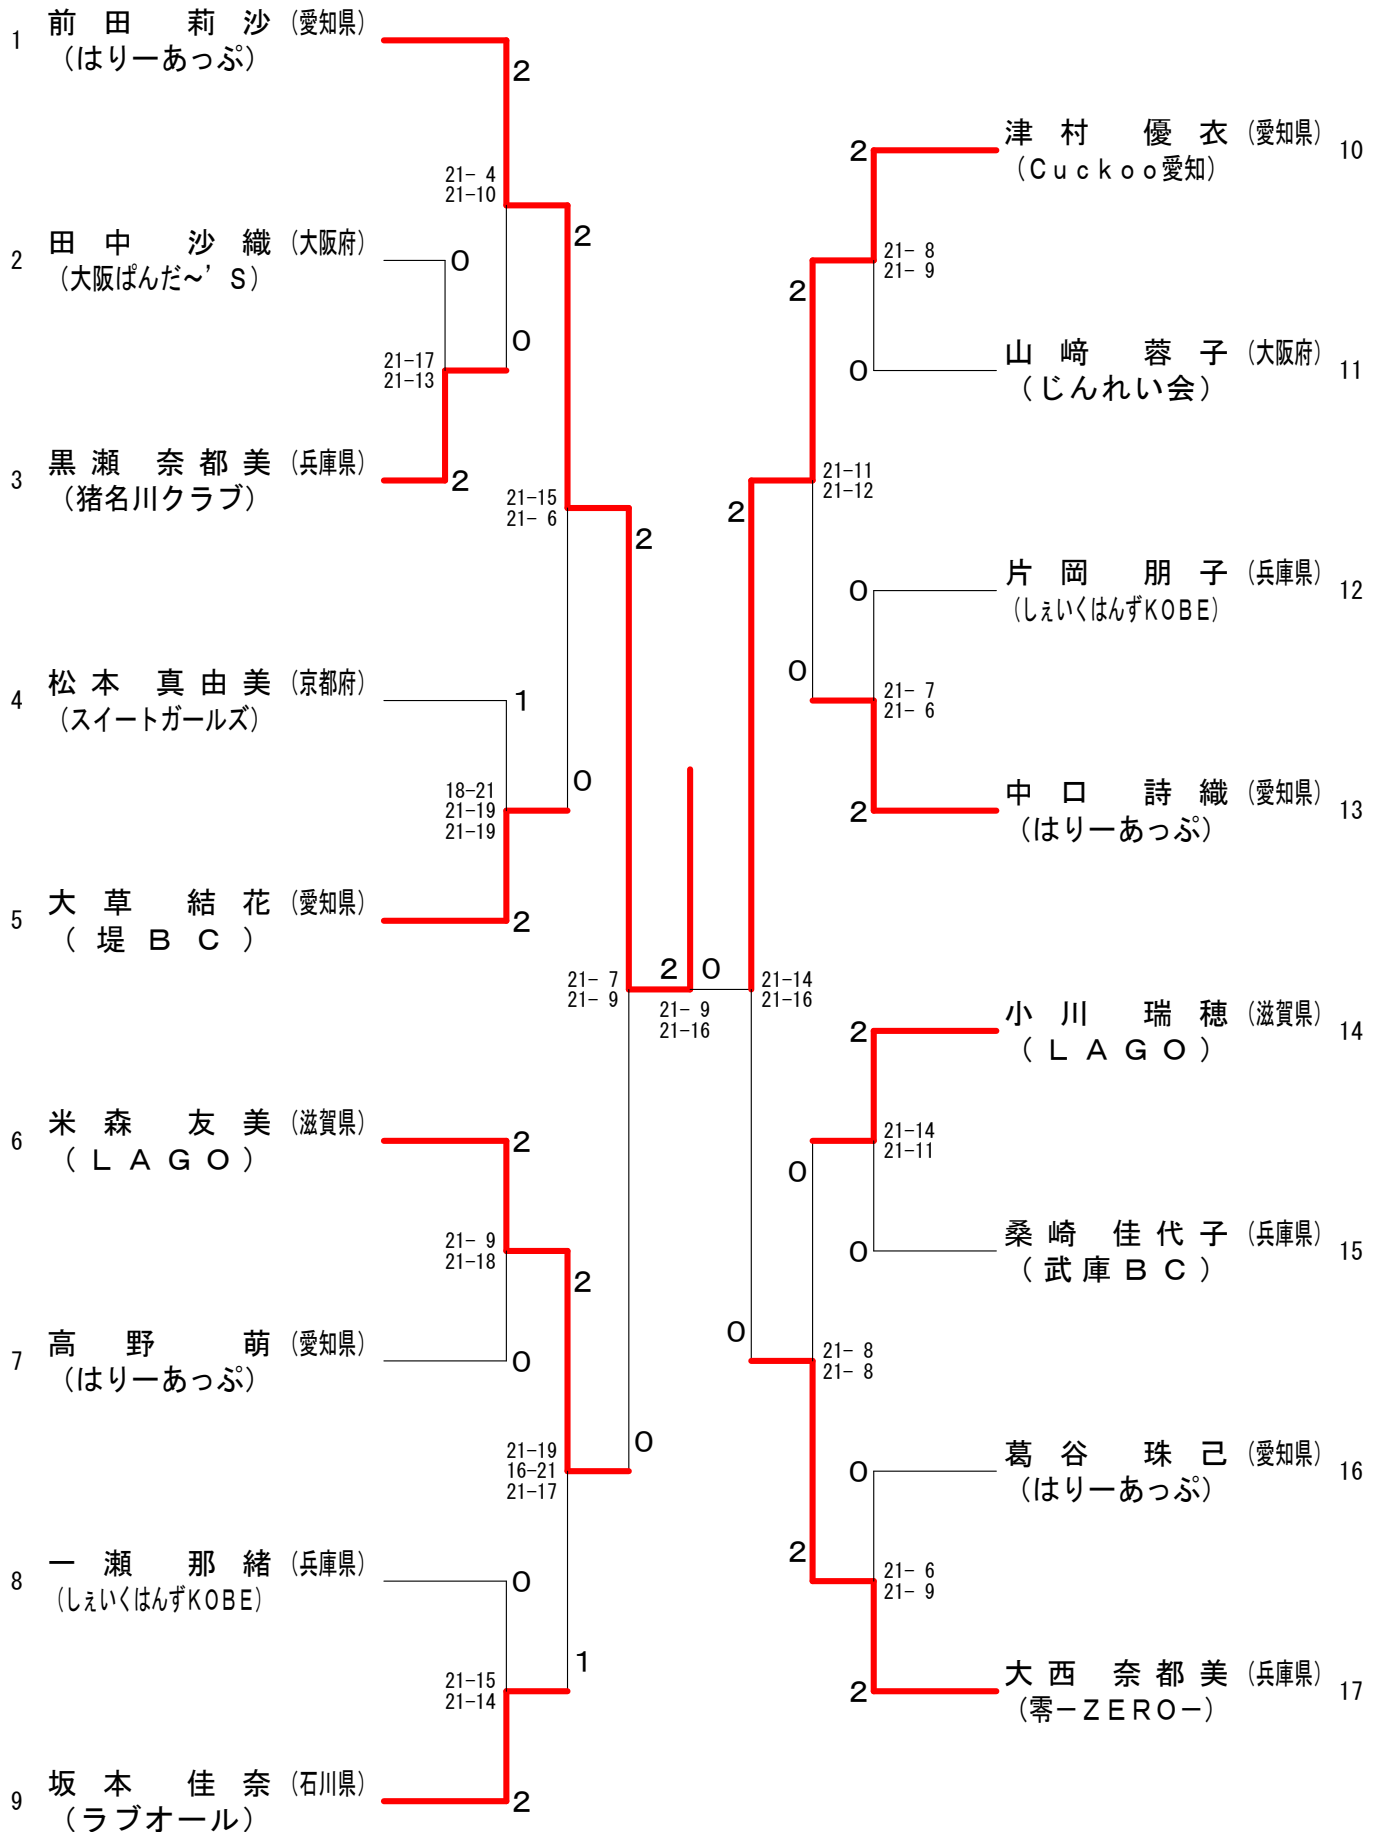 1 前田 莉沙 (愛知県)
(はりーあっぷ)
2
21- 4
21-10
2
2 田中 沙織 (大阪府)
(大阪ぱんだ～’S)
0
0
21-17
21-13
3 黒瀬 奈都美 (兵庫県)
(猪名川クラブ)
2
21-15
21- 6
2
4 松本 真由美 (京都府)
(スイートガールズ)
1
0
18-21
21-19
21-19
5 大草 結花 (愛知県)
(堤BC)
2
21- 7
21- 9
2 0
21- 9
21-16
6 米森 友美 (滋賀県)
(LAGO)
2
21- 9
21-18
2
7 高野 萌 (愛知県)
(はりーあっぷ)
0
0
21-19
16-21
21-17
8 一瀬 那緒 (兵庫県)
(しぇいくはんずKOBE)
0
1
21-15
21-14
9 坂本 佳奈 (石川県)
(ラブオール)
2
2 津村 優衣 (愛知県) 10
(Cuckoo愛知)
21- 8
21- 9
2
0 山﨑 蓉子 (大阪府) 11
(じんれい会)
21-11
21-12
2
0 片岡 朋子 (兵庫県) 12
(しぇいくはんずKOBE)
0
21- 7
21- 6
2 中口 詩織 (愛知県) 13
(はりーあっぷ)
21-14
21-16
2 小川 瑞穂 (滋賀県) 14
(LAGO)
21-14
21-11
0
0 桑崎 佳代子 (兵庫県) 15
(武庫BC)
0
21- 8
21- 8
0 葛谷 珠己 (愛知県) 16
(はりーあっぷ)
2
21- 6
21- 9
2 大西 奈都美 (兵庫県) 17
(零－ZERO－)